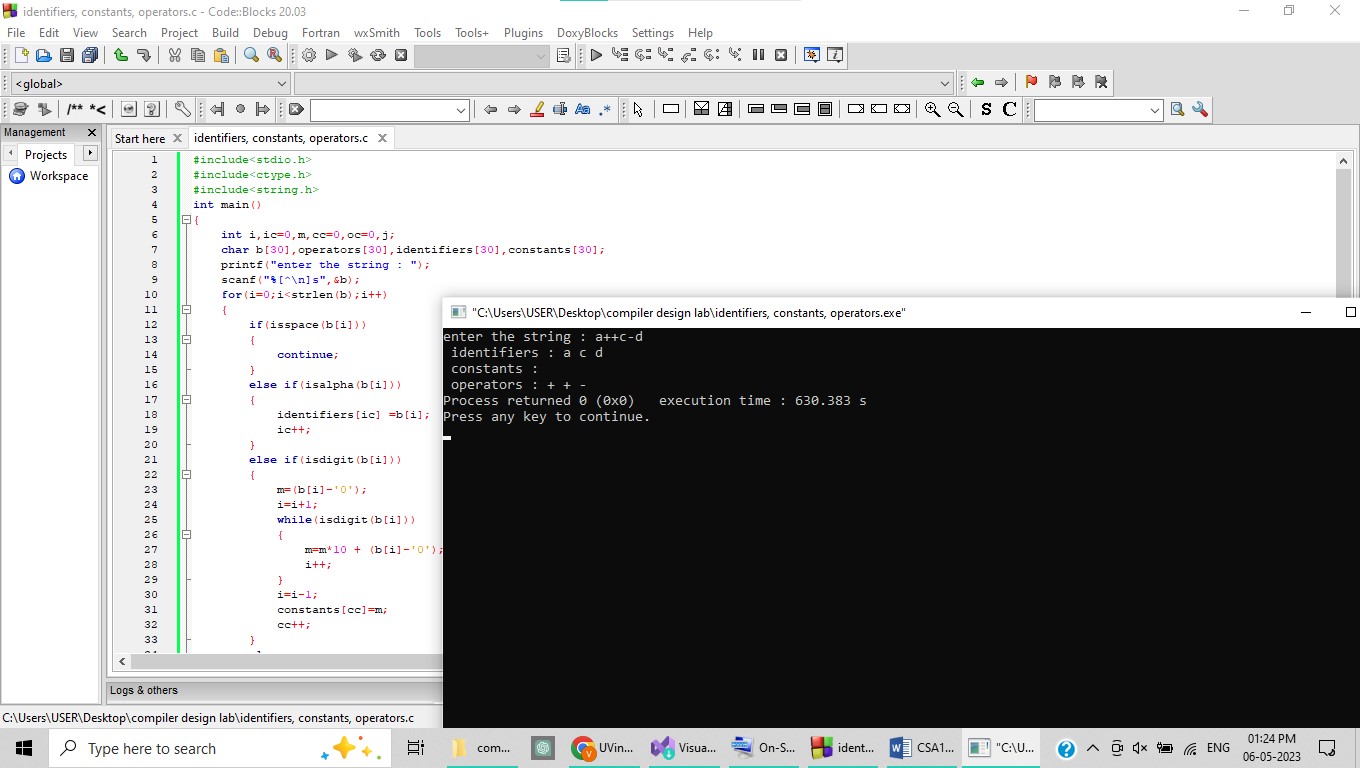 identifiers, constants, operators.c - Code::Blocks 20.03
File Edit View Search Project Build Debug Fortran wxSmith Tools Tools+ Plugins DoxyBlocks Settings Help
<global>
/** *<
Aa .*
S C
Management
Projects
Workspace
Start here
identifiers, constants, operators.c
1 #include<stdio.h>
2 #include<ctype.h>
3 #include<string.h>
4 int main()
5 {
6 int i,ic=0,m,cc=0,oc=0,j;
7 char b[30],operators[30],identifiers[30],constants[30];
8 printf("enter the string : ");
9 scanf("%[^\n]s",&b);
10 for(i=0;i<strlen(b);i++)
11 {
12 if(isspace(b[i]))
13 {
14 continue;
15 }
16 else if(isalpha(b[i]))
17 {
18 identifiers[ic] =b[i];
19 ic++;
20 }
21 else if(isdigit(b[i]))
22 {
23 m=(b[i]-'0');
24 i=i+1;
25 while(isdigit(b[i]))
26 {
27 m=m*10 + (b[i]-'0');
28 i++;
29 }
30 i=i-1;
31 constants[cc]=m;
32 cc++;
33 }
"C:\Users\USER\Desktop\compiler design lab\identifiers, constants, operators.exe"
enter the string : a++c-d
identifiers : a c d
constants :
operators : + + -
Process returned 0 (0x0) execution time : 630.383 s
Press any key to continue.
Logs & others
C:\Users\USER\Desktop\compiler design lab\identifiers, constants, operators.c
Type here to search
com...
UVin...
Visua...
On-S...
ident...
CSA1...
"C:\U...
ENG
01:24 PM
06-05-2023